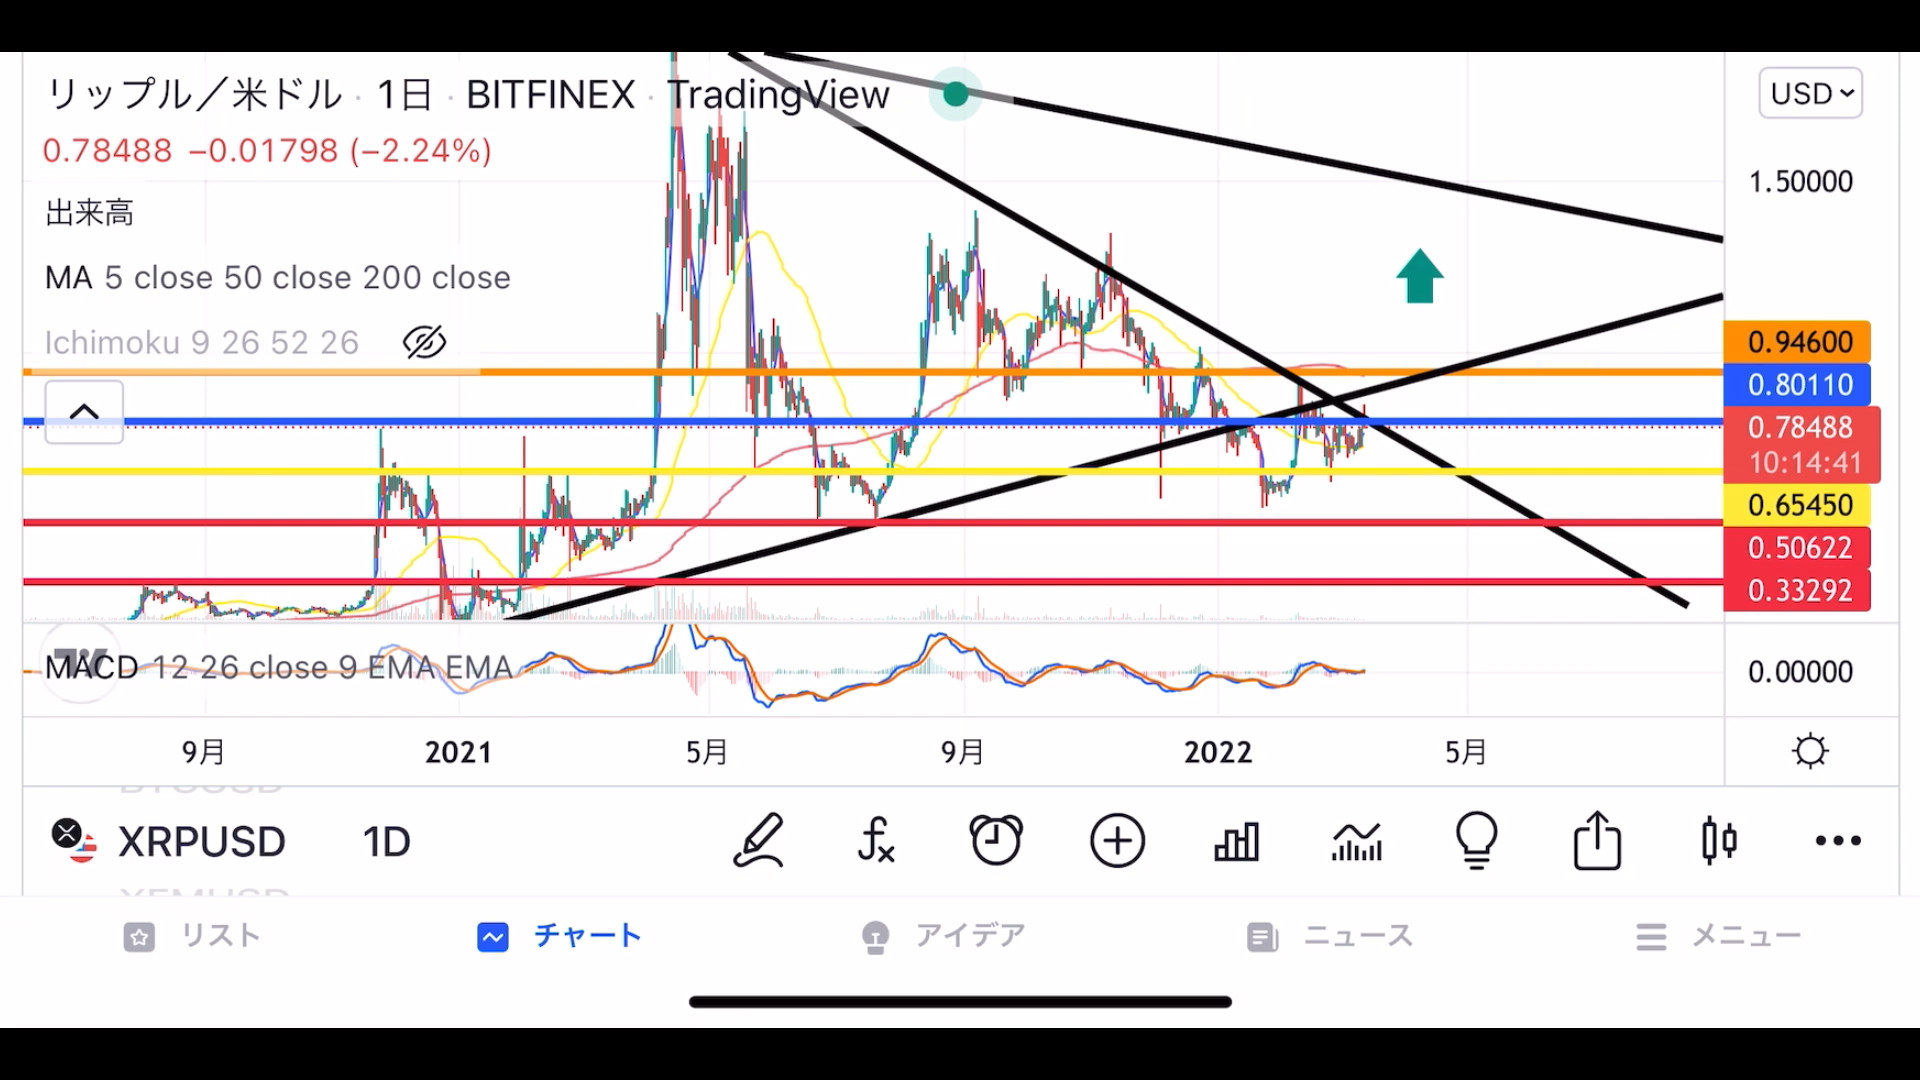 リップル／米ドル · 1日 · BITFINEX · TradingView
USD
0.78488 −0.01798 (−2.24%)
1.50000
出来高
MA 5 close 50 close 200 close
Ichimoku 9 26 52 26
0.94600
0.80110
0.78488
10:14:41
0.65450
0.50622
0.33292
MACD 12 26 close 9 EMA EMA
0.00000
9月 2021 5月 9月 2022 5月
BTCUSD
XRPUSD 1D
XEMUSD
リスト チャート アイデア ニュース メニュー